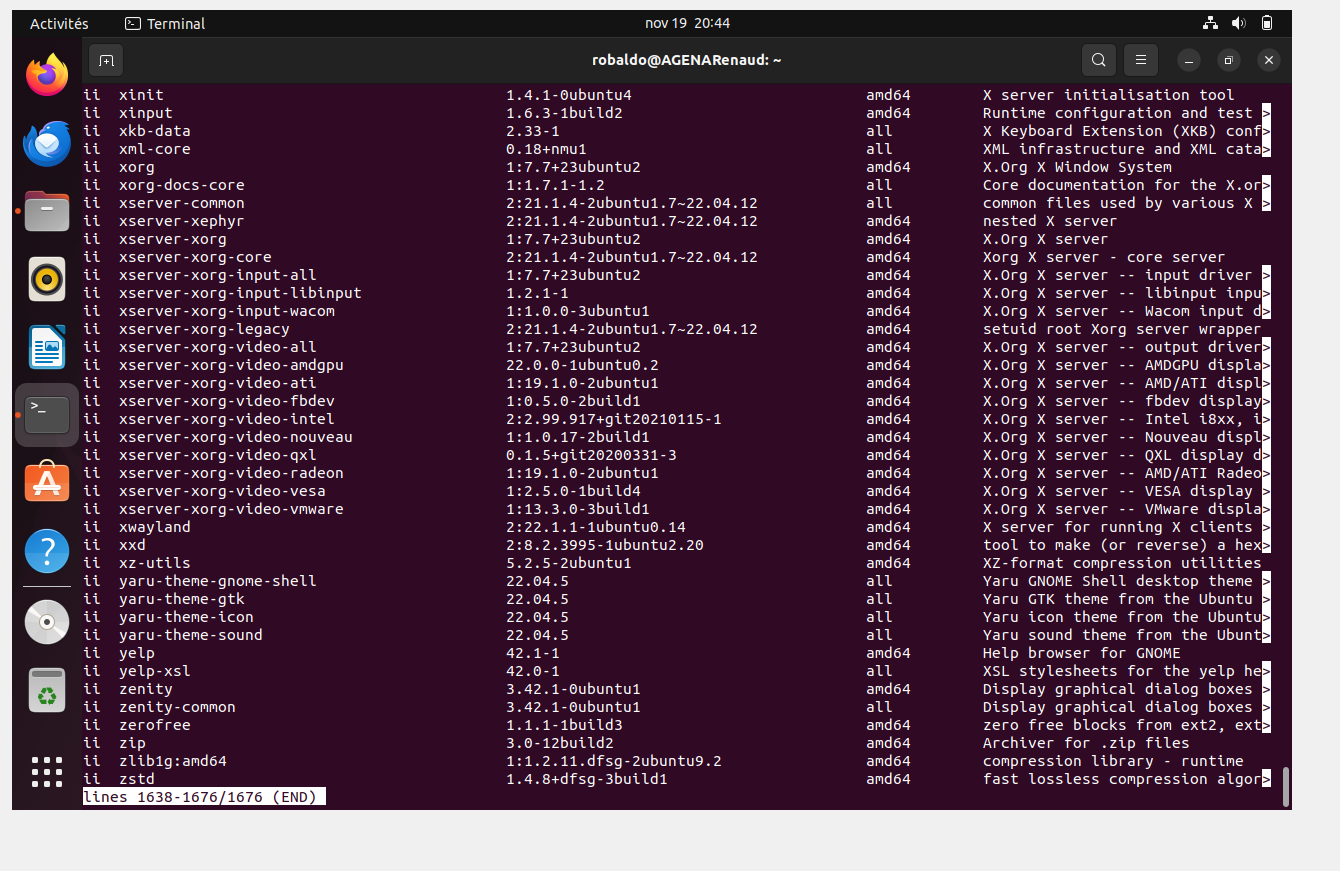 Activités Terminal nov 19 20:44
robaldo@AGENARenaud: ~
ii xinit 1.4.1-0ubuntu4 amd64 X server initialisation tool
ii xinput 1.6.3-1build2 amd64 Runtime configuration and test >
ii xkb-data 2.33-1 all X Keyboard Extension (XKB) conf>
ii xml-core 0.18+nmu1 all XML infrastructure and XML cata>
ii xorg 1:7.7+23ubuntu2 amd64 X.Org X Window System
ii xorg-docs-core 1:1.7.1-1.2 all Core documentation for the X.or>
ii xserver-common 2:21.1.4-2ubuntu1.7~22.04.12 all common files used by various X >
ii xserver-xephyr 2:21.1.4-2ubuntu1.7~22.04.12 amd64 nested X server
ii xserver-xorg 1:7.7+23ubuntu2 amd64 X.Org X server
ii xserver-xorg-core 2:21.1.4-2ubuntu1.7~22.04.12 amd64 Xorg X server - core server
ii xserver-xorg-input-all 1:7.7+23ubuntu2 amd64 X.Org X server -- input driver >
ii xserver-xorg-input-libinput 1.2.1-1 amd64 X.Org X server -- libinput inpu>
ii xserver-xorg-input-wacom 1:1.0.0-3ubuntu1 amd64 X.Org X server -- Wacom input d>
ii xserver-xorg-legacy 2:21.1.4-2ubuntu1.7~22.04.12 amd64 setuid root Xorg server wrapper
ii xserver-xorg-video-all 1:7.7+23ubuntu2 amd64 X.Org X server -- output driver>
ii xserver-xorg-video-amdgpu 22.0.0-1ubuntu0.2 amd64 X.Org X server -- AMDGPU displa>
ii xserver-xorg-video-ati 1:19.1.0-2ubuntu1 amd64 X.Org X server -- AMD/ATI displ>
ii xserver-xorg-video-fbdev 1:0.5.0-2build1 amd64 X.Org X server -- fbdev display>
ii xserver-xorg-video-intel 2:2.99.917+git20210115-1 amd64 X.Org X server -- Intel i8xx, i>
ii xserver-xorg-video-nouveau 1:1.0.17-2build1 amd64 X.Org X server -- Nouveau displ>
ii xserver-xorg-video-qxl 0.1.5+git20200331-3 amd64 X.Org X server -- QXL display d>
ii xserver-xorg-video-radeon 1:19.1.0-2ubuntu1 amd64 X.Org X server -- AMD/ATI Radeo>
ii xserver-xorg-video-vesa 1:2.5.0-1build4 amd64 X.Org X server -- VESA display >
ii xserver-xorg-video-vmware 1:13.3.0-3build1 amd64 X.Org X server -- VMware displa>
ii xwayland 2:22.1.1-1ubuntu0.14 amd64 X server for running X clients >
ii xxd 2:8.2.3995-1ubuntu2.20 amd64 tool to make (or reverse) a hex>
ii xz-utils 5.2.5-2ubuntu1 amd64 XZ-format compression utilities
ii yaru-theme-gnome-shell 22.04.5 all Yaru GNOME Shell desktop theme >
ii yaru-theme-gtk 22.04.5 all Yaru GTK theme from the Ubuntu >
ii yaru-theme-icon 22.04.5 all Yaru icon theme from the Ubuntu>
ii yaru-theme-sound 22.04.5 all Yaru sound theme from the Ubunt>
ii yelp 42.1-1 amd64 Help browser for GNOME
ii yelp-xsl 42.0-1 all XSL stylesheets for the yelp he>
ii zenity 3.42.1-0ubuntu1 amd64 Display graphical dialog boxes >
ii zenity-common 3.42.1-0ubuntu1 all Display graphical dialog boxes >
ii zerofree 1.1.1-1build3 amd64 zero free blocks from ext2, ext>
ii zip 3.0-12build2 amd64 Archiver for .zip files
ii zlib1g:amd64 1:1.2.11.dfsg-2ubuntu9.2 amd64 compression library - runtime
ii zstd 1.4.8+dfsg-3build1 amd64 fast lossless compression algor>
lines 1638-1676/1676 (END)